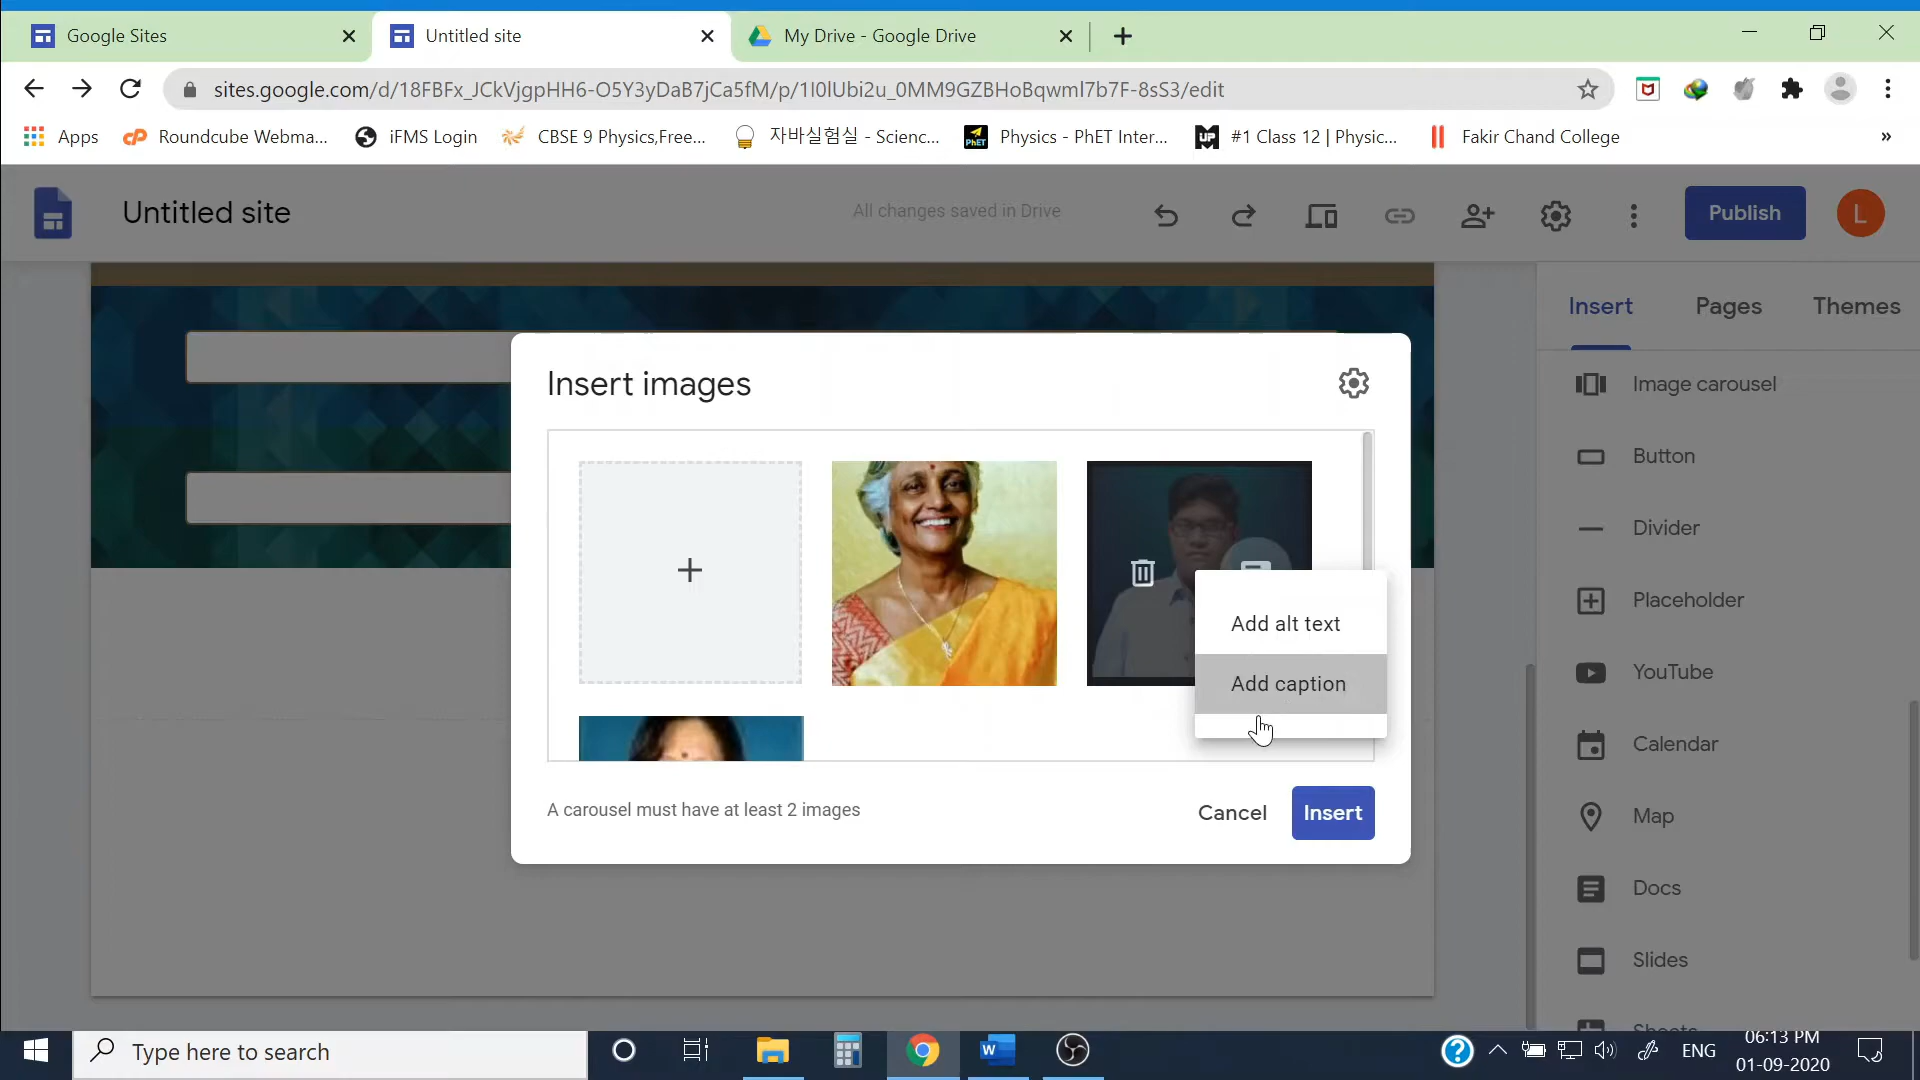 Google Sites
Untitled site
My Drive - Google Drive
sites.google.com/d/18FBFx_JCkVjgpHH6-O5Y3yDaB7jCa5fM/p/1I0lUbi2u_0MM9GZBHoBqwml7b7F-8sS3/edit
Apps
Roundcube Webma...
iFMS Login
CBSE 9 Physics,Free...
자바실험실 - Scienc...
PhET
Physics - PhET Inter...
UP
#1 Class 12 | Physic...
Fakir Chand College
»
Untitled site
All changes saved in Drive
Publish
L
Insert
Pages
Themes
Insert images
Image carousel
Button
Divider
Placeholder
Add alt text
YouTube
Add caption
Calendar
A carousel must have at least 2 images
Cancel
Insert
Map
Docs
Slides
Sheets
Type here to search
ENG
06:13 PM
01-09-2020